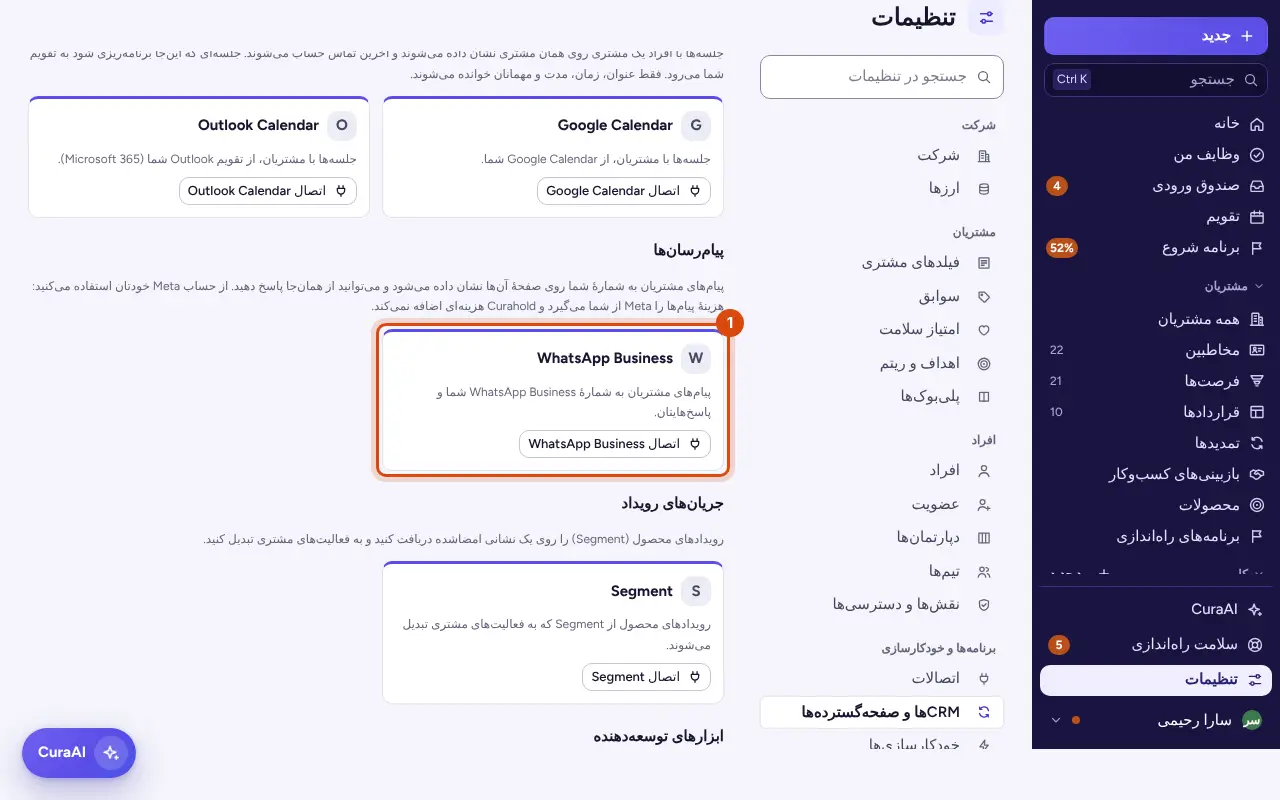 جدید
جستجو
Ctrl K
خانه
وظایف من
صندوق ورودی
4
تقویم
برنامه شروع
52%
مشتریان
همه مشتریان
مخاطبین
22
فرصت‌ها
21
قراردادها
10
تمدیدها
بازبینی‌های کسب‌وکار
محصولات
برنامه‌های راه‌اندازی
CuraAI
سلامت راه‌اندازی
5
تنظیمات
سارا رحیمی
سر
تنظیمات
جستجو در تنظیمات
شرکت
شرکت
ارزها
مشتریان
فیلدهای مشتری
سوابق
امتیاز سلامت
اهداف و ریتم
پلی‌بوک‌ها
افراد
افراد
عضویت
دپارتمان‌ها
تیم‌ها
نقش‌ها و دسترسی‌ها
برنامه‌ها و خودکارسازی
اتصالات
CRMها و صفحه‌گسترده‌ها
خودکارسازی‌ها
جلسه‌ها با افراد یک مشتری روی همان مشتری نشان داده می‌شوند و آخرین تماس حساب می‌شوند. جلسه‌ای که این‌جا برنامه‌ریزی شود به تقویم
شما می‌رود. فقط عنوان، زمان، مدت و مهمانان خوانده می‌شوند.
G
Google Calendar
جلسه‌ها با مشتریان، از Google Calendar شما.
اتصال Google Calendar
O
Outlook Calendar
جلسه‌ها با مشتریان، از تقویم Outlook شما (Microsoft 365).
اتصال Outlook Calendar
پیام‌رسان‌ها
پیام‌های مشتریان به شمارهٔ شما روی صفحهٔ آن‌ها نشان داده می‌شود و می‌توانید از همان‌جا پاسخ دهید. از حساب Meta خودتان استفاده می‌کنید:
هزینهٔ پیام‌ها را Meta از شما می‌گیرد و Curahold هزینه‌ای اضافه نمی‌کند.
1
W
WhatsApp Business
پیام‌های مشتریان به شمارهٔ WhatsApp Business شما و
پاسخ‌هایتان.
اتصال WhatsApp Business
جریان‌های رویداد
رویدادهای محصول (Segment) را روی یک نشانی امضاشده دریافت کنید و به فعالیت‌های مشتری تبدیل کنید.
S
Segment
رویدادهای محصول از Segment که به فعالیت‌های مشتری تبدیل
می‌شوند.
اتصال Segment
ابزارهای توسعه‌دهنده
CuraAI